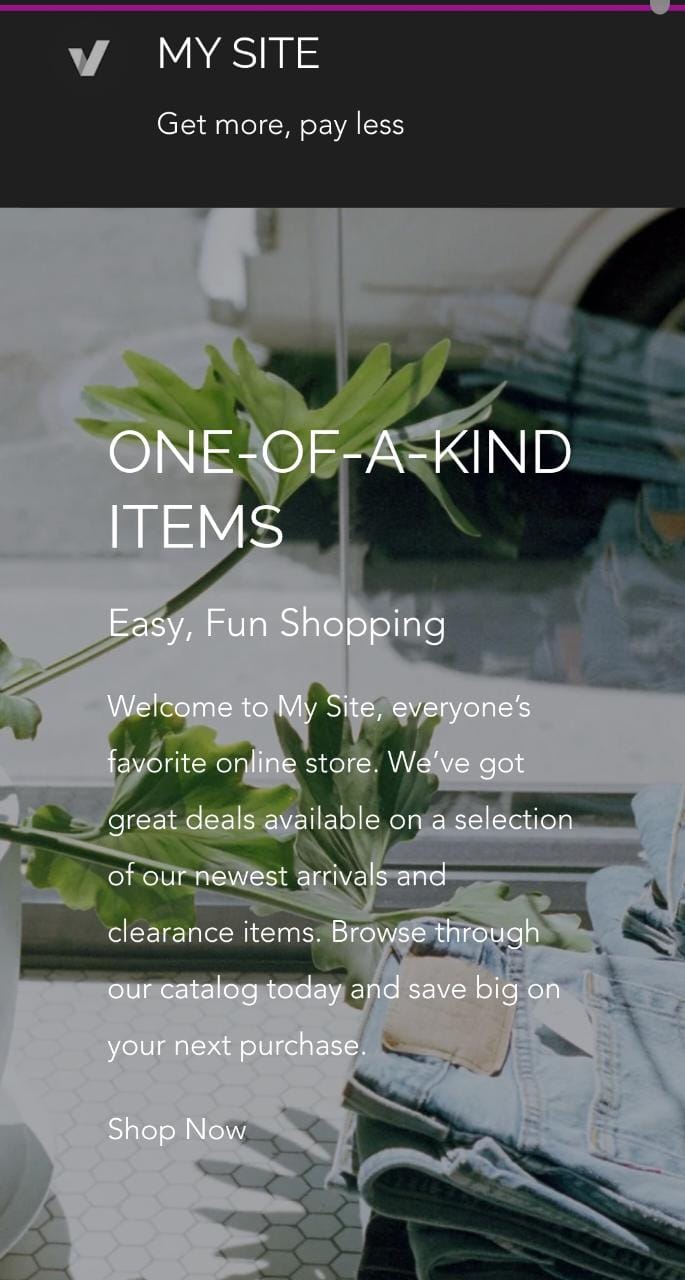 MY SITE
Get more, pay less
ONE-OF-A-KIND
ITEMS
Easy, Fun Shopping
Welcome to My Site, everyone’s
favorite online store. We’ve got
great deals available on a selection
of our newest arrivals and
clearance items. Browse through
our catalog today and save big on
your next purchase.
Shop Now